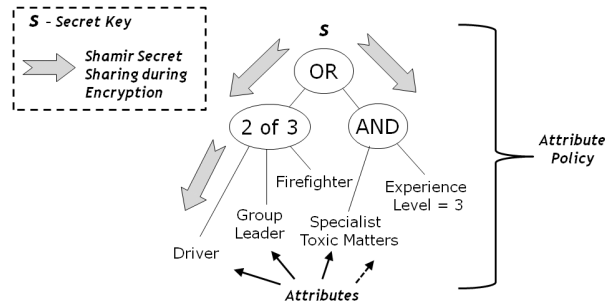 S - Secret Key
Shamir Secret
Sharing during
Encryption
S
OR
2 of 3
AND
Firefighter
Experience
Level = 3
Group
Leader
Specialist
Toxic Matters
Driver
Attributes
Attribute
Policy